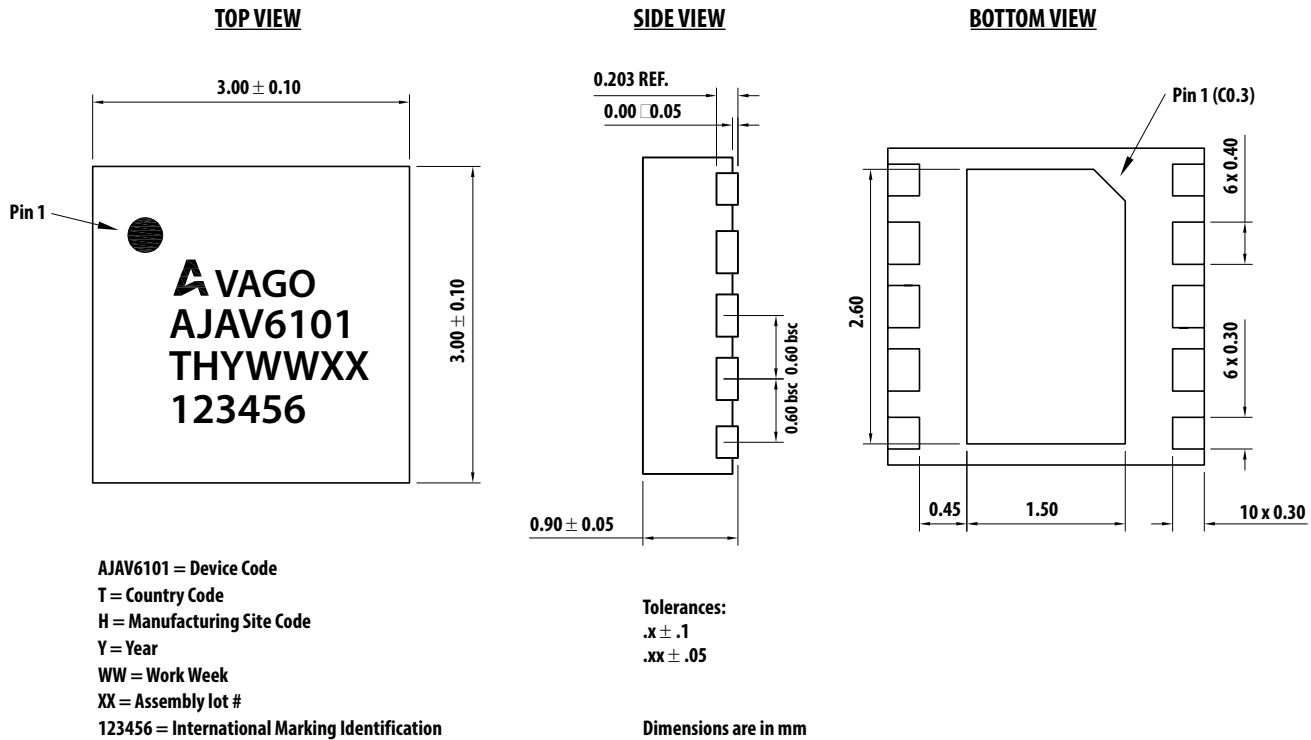 TOP VIEW
SIDE VIEW
BOTTOM VIEW
3.00 ± 0.10
0.203 REF.
0.00 □0.05
Pin 1 (C0.3)
Pin 1
AVAGO
AJAV6101
THYWWXX
123456
3.00 ± 0.10
0.60 bsc
0.60 bsc
2.60
6 x 0.40
6 x 0.30
0.90 ± 0.05
0.45
1.50
10 x 0.30
AJAV6101 = Device Code
T = Country Code
H = Manufacturing Site Code
Y = Year
WW = Work Week
XX = Assembly lot #
123456 = International Marking Identification
Tolerances:
.x ± .1
.xx ± .05
Dimensions are in mm